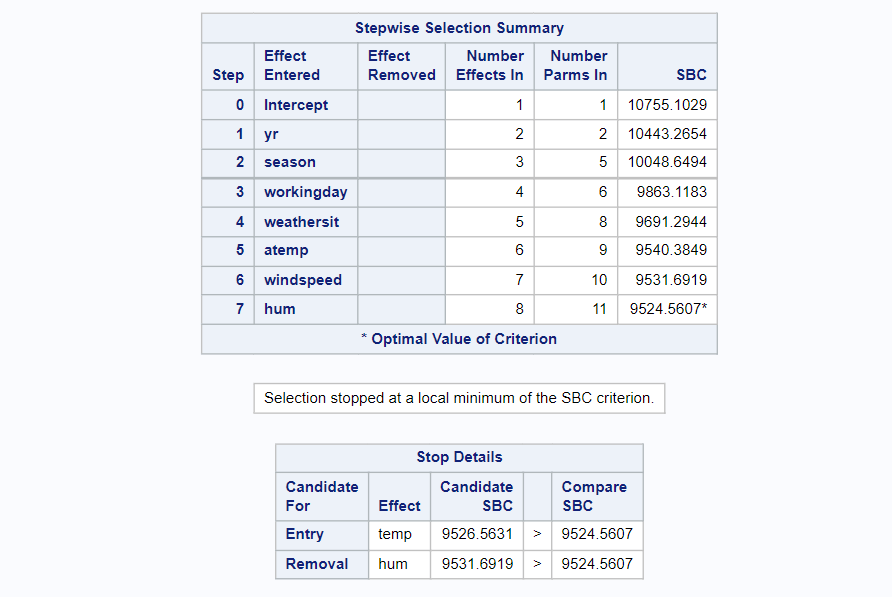 Stepwise Selection Summary
Step Effect Entered Effect Removed Number Effects In Number Parms In SBC
0 Intercept 1 1 10755.1029
1 yr 2 2 10443.2654
2 season 3 5 10048.6494
3 workingday 4 6 9863.1183
4 weathersit 5 8 9691.2944
5 atemp 6 9 9540.3849
6 windspeed 7 10 9531.6919
7 hum 8 11 9524.5607*
* Optimal Value of Criterion
Selection stopped at a local minimum of the SBC criterion.
Stop Details
Candidate For Effect Candidate SBC Compare SBC
Entry temp 9526.5631 > 9524.5607
Removal hum 9531.6919 > 9524.5607